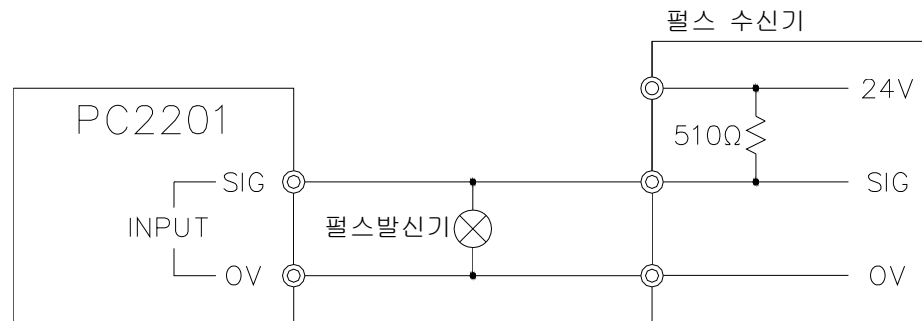 펄스 수신기
24V
PC2201
510Ω
SIG
SIG
INPUT
펄스발신기
0V
0V